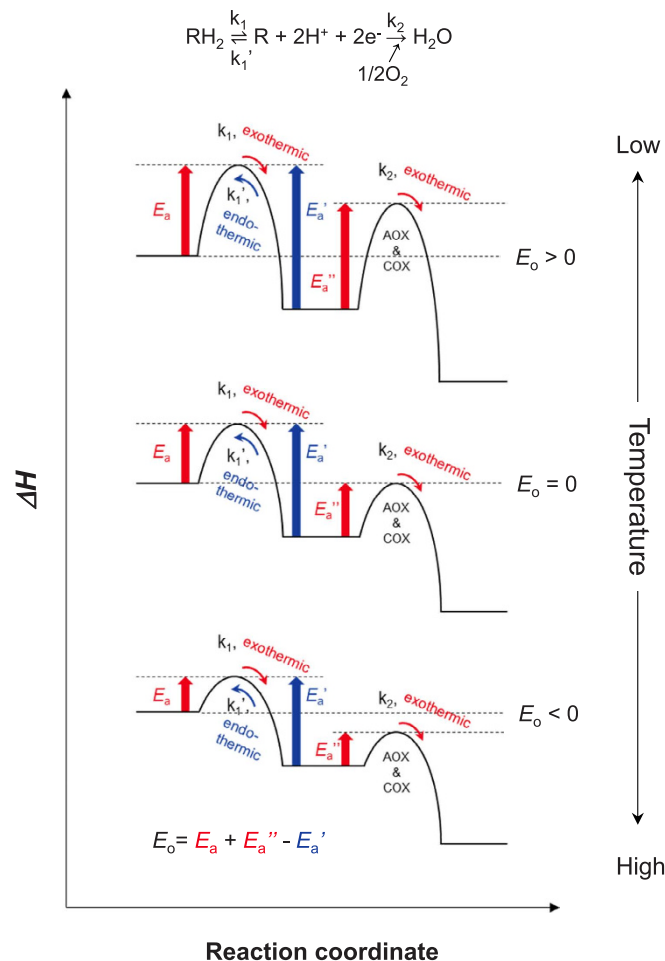 k₁ k₂
RH₂ ⇌ R + 2H⁺ + 2e⁻ → H₂O
k₁'
1/2O₂
Low
k₁, exothermic
k₂, exothermic
Eₐ
k₁',
endo-
thermic
Eₐ'
Eₐ''
AOX
&
COX
Eₒ > 0
k₁, exothermic
k₂, exothermic
Eₐ
k₁',
endo-
thermic
Eₐ'
Eₐ''
AOX
&
COX
Eₒ = 0
ΔH
Temperature
k₁, exothermic
k₂, exothermic
Eₐ
k₁',
endo-
thermic
Eₐ'
Eₐ''
AOX
&
COX
Eₒ < 0
Eₒ= Eₐ + Eₐ'' - Eₐ'
High
Reaction coordinate